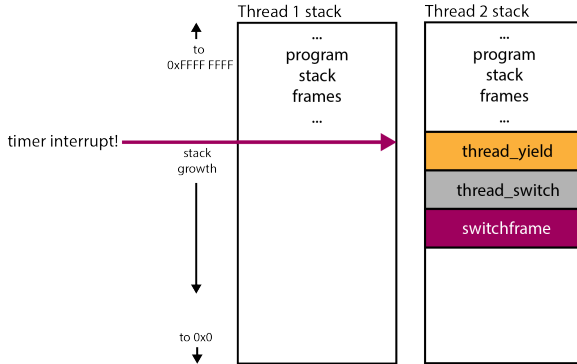 Thread 1 stack
Thread 2 stack
to
0xFFFF FFFF
...
program
stack
frames
...
...
program
stack
frames
...
timer interrupt!
stack
growth
thread_yield
thread_switch
switchframe
to 0x0